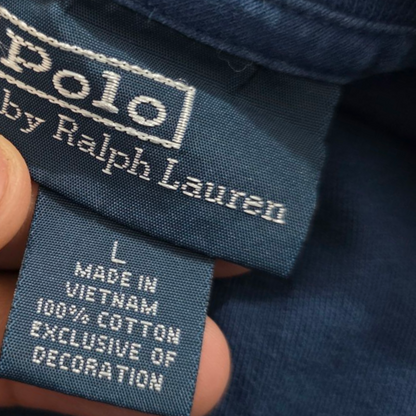 Polo
by Ralph Lauren
L
MADE IN
VIETNAM
100% COTTON
EXCLUSIVE OF
DECORATION